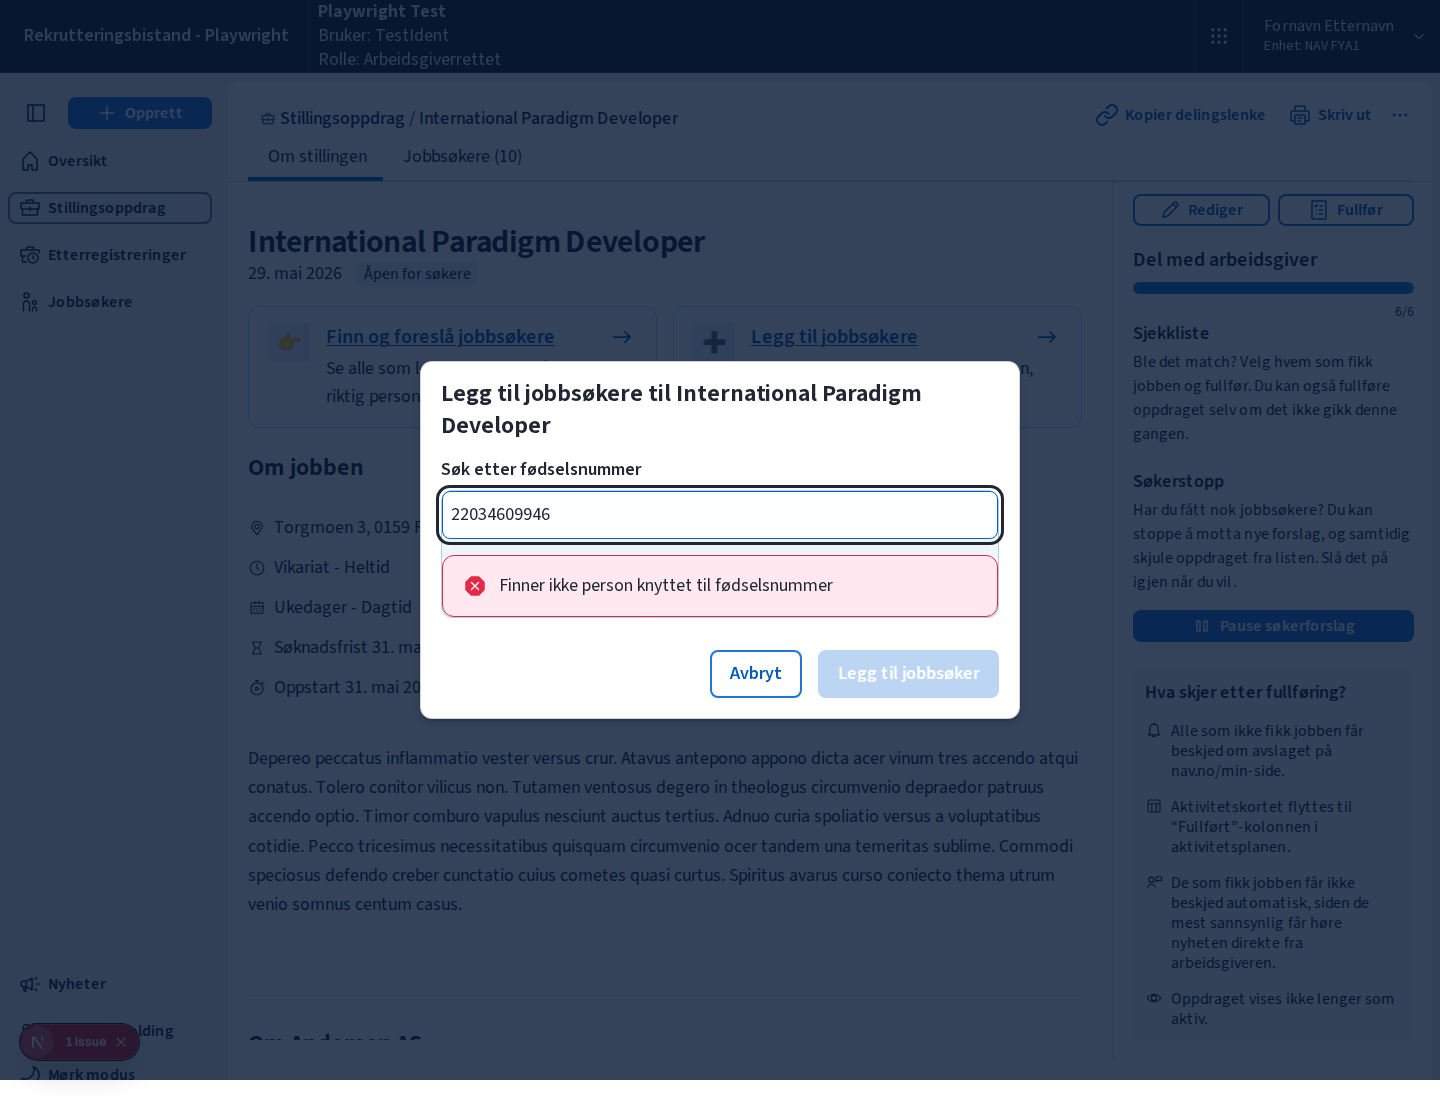 Rekrutteringsbistand - Playwright
Playwright Test
Bruker: TestIdent
Rolle: Arbeidsgiverrettet
Fornavn Etternavn
Enhet: NAV FYA1
Opprett
Oversikt
Stillingsoppdrag
Etterregistreringer
Jobbsøkere
Stillingsoppdrag / International Paradigm Developer
Kopier delingslenke
Skriv ut
Om stillingen
Jobbsøkere (10)
International Paradigm Developer
29. mai 2026
Åpen for søkere
Finn og foreslå jobbsøkere
Se alle som
riktig person
Legg til jobbsøkere
Legg til jobbsøkere til International Paradigm
Developer
Søk etter fødselsnummer
22034609946
Finner ikke person knyttet til fødselsnummer
Avbryt
Legg til jobbsøker
Om jobben
Torgmoen 3, 0159
Vikariat - Heltid
Ukedager - Dagtid
Søknadsfrist 31.
Oppstart 31. mai
Depereo peccatus inflammatio vester versus crur. Atavus antepono appono dicta acer vinum tres accendo atqui
conatus. Tolero conitor vilicus non. Tutamen ventosus degero in theologus circumvenio depraedor patruus
accendo optio. Timor comburo vapulus nesciunt auctus tertius. Adnuo curia spoliatio versus a voluptatibus
cotidie. Pecco tricesimus necessitatibus quisquam circumvenio ocer tandem una temeritas sublime. Commodi
speciosus defendo creber cunctatio cuius cometes quasi curtus. Spiritus avarus curso coniecto thema utrum
venio somnus centum casus.
Rediger
Fullfør
Del med arbeidsgiver
6/6
Sjekkliste
Ble det match? Velg hvem som fikk
jobben og fullfør. Du kan også fullføre
oppdraget selv om det ikke gikk denne
gangen.
Søkerstopp
Har du fått nok jobbsøkere? Du kan
stoppe å motta nye forslag, og samtidig
skjule oppdraget fra listen. Slå det på
igjen når du vil.
Pause søkerforslag
Hva skjer etter fullføring?
Alle som ikke fikk jobben får
beskjed om avslaget på
nav.no/min-side.
Aktivitetskortet flyttes til
“Fullført”-kolonnen i
aktivitetsplanen.
De som fikk jobben får ikke
beskjed automatisk, siden de
mest sannsynlig får høre
nyheten direkte fra
arbeidsgiveren.
Oppdraget vises ikke lenger som
aktiv.
Nyheter
1 Issue
Mørk modus